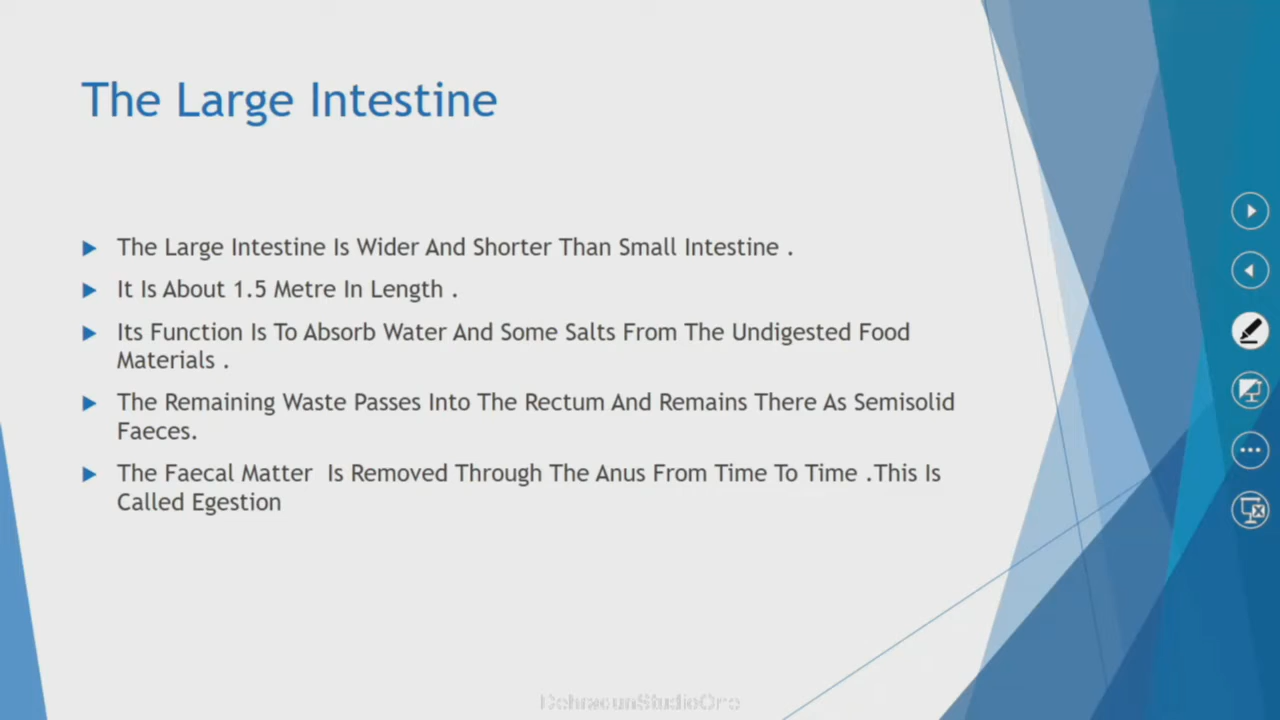 The Large Intestine
The Large Intestine Is Wider And Shorter Than Small Intestine .
It Is About 1.5 Metre In Length .
Its Function Is To Absorb Water And Some Salts From The Undigested Food
Materials .
The Remaining Waste Passes Into The Rectum And Remains There As Semisolid
Faeces.
The Faecal Matter  Is Removed Through The Anus From Time To Time .This Is
Called Egestion
DehradunStudioOne